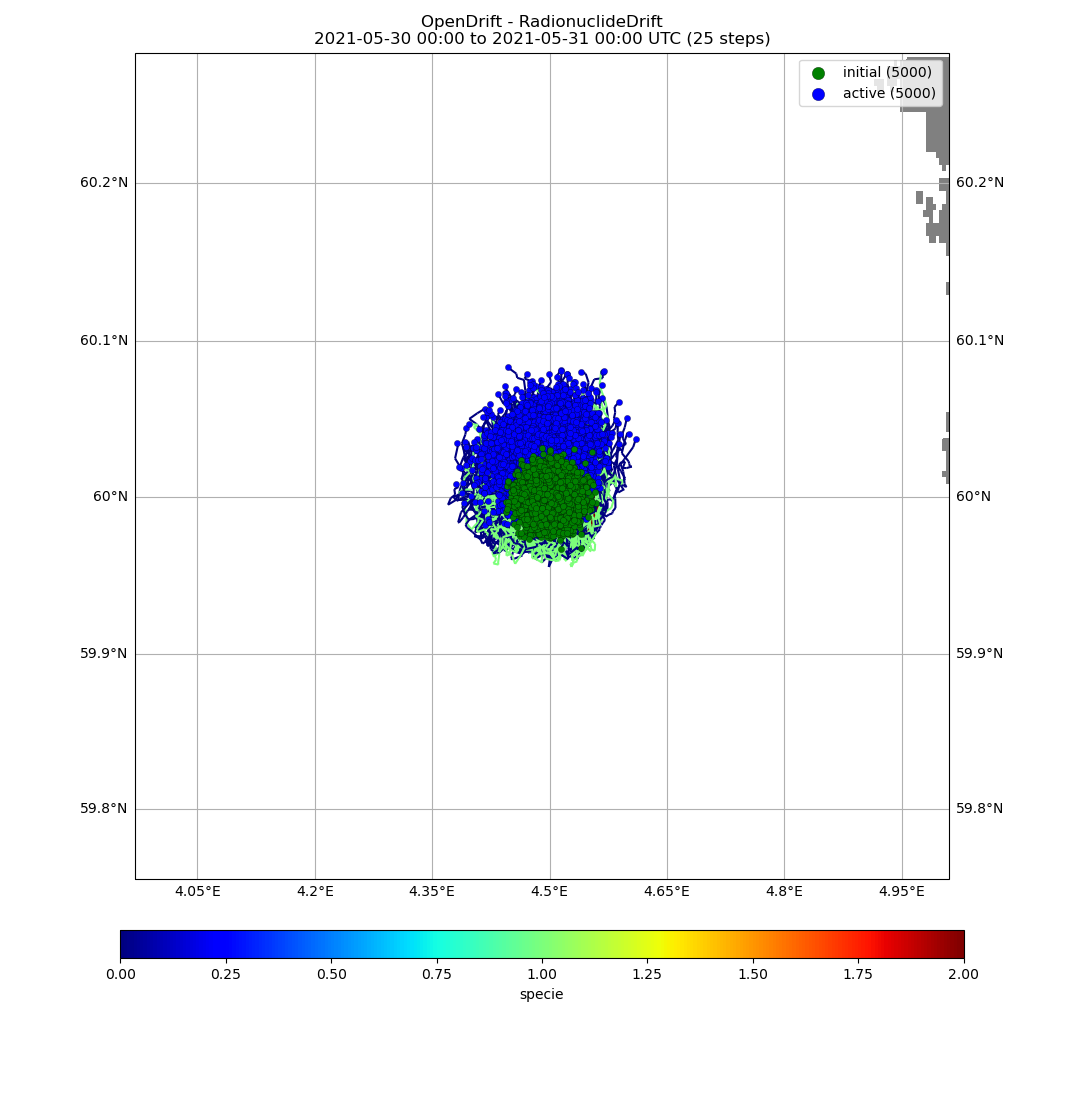 OpenDrift - RadionuclideDrift
2021-05-30 00:00 to 2021-05-31 00:00 UTC (25 steps)
initial (5000)
active (5000)
60.2°N 60.2°N
60.1°N 60.1°N
60°N 60°N
59.9°N 59.9°N
59.8°N 59.8°N
4.05°E 4.2°E 4.35°E 4.5°E 4.65°E 4.8°E 4.95°E
0.00 0.25 0.50 0.75 1.00 1.25 1.50 1.75 2.00
specie